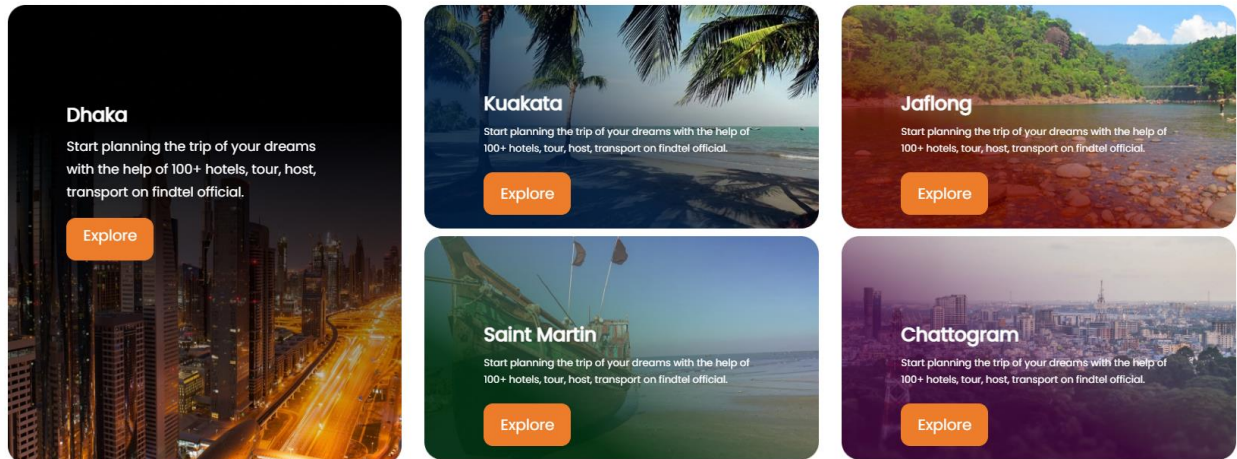 Dhaka
Start planning the trip of your dreams
with the help of 100+ hotels, tour, host,
transport on findtel official.
Explore
Kuakata
Start planning the trip of your dreams with the help of
100+ hotels, tour, host, transport on findtel official.
Explore
Jaflong
Start planning the trip of your dreams with the help of
100+ hotels, tour, host, transport on findtel official.
Explore
Saint Martin
Start planning the trip of your dreams with the help of
100+ hotels, tour, host, transport on findtel official.
Explore
Chattogram
Start planning the trip of your dreams with the help of
100+ hotels, tour, host, transport on findtel official.
Explore